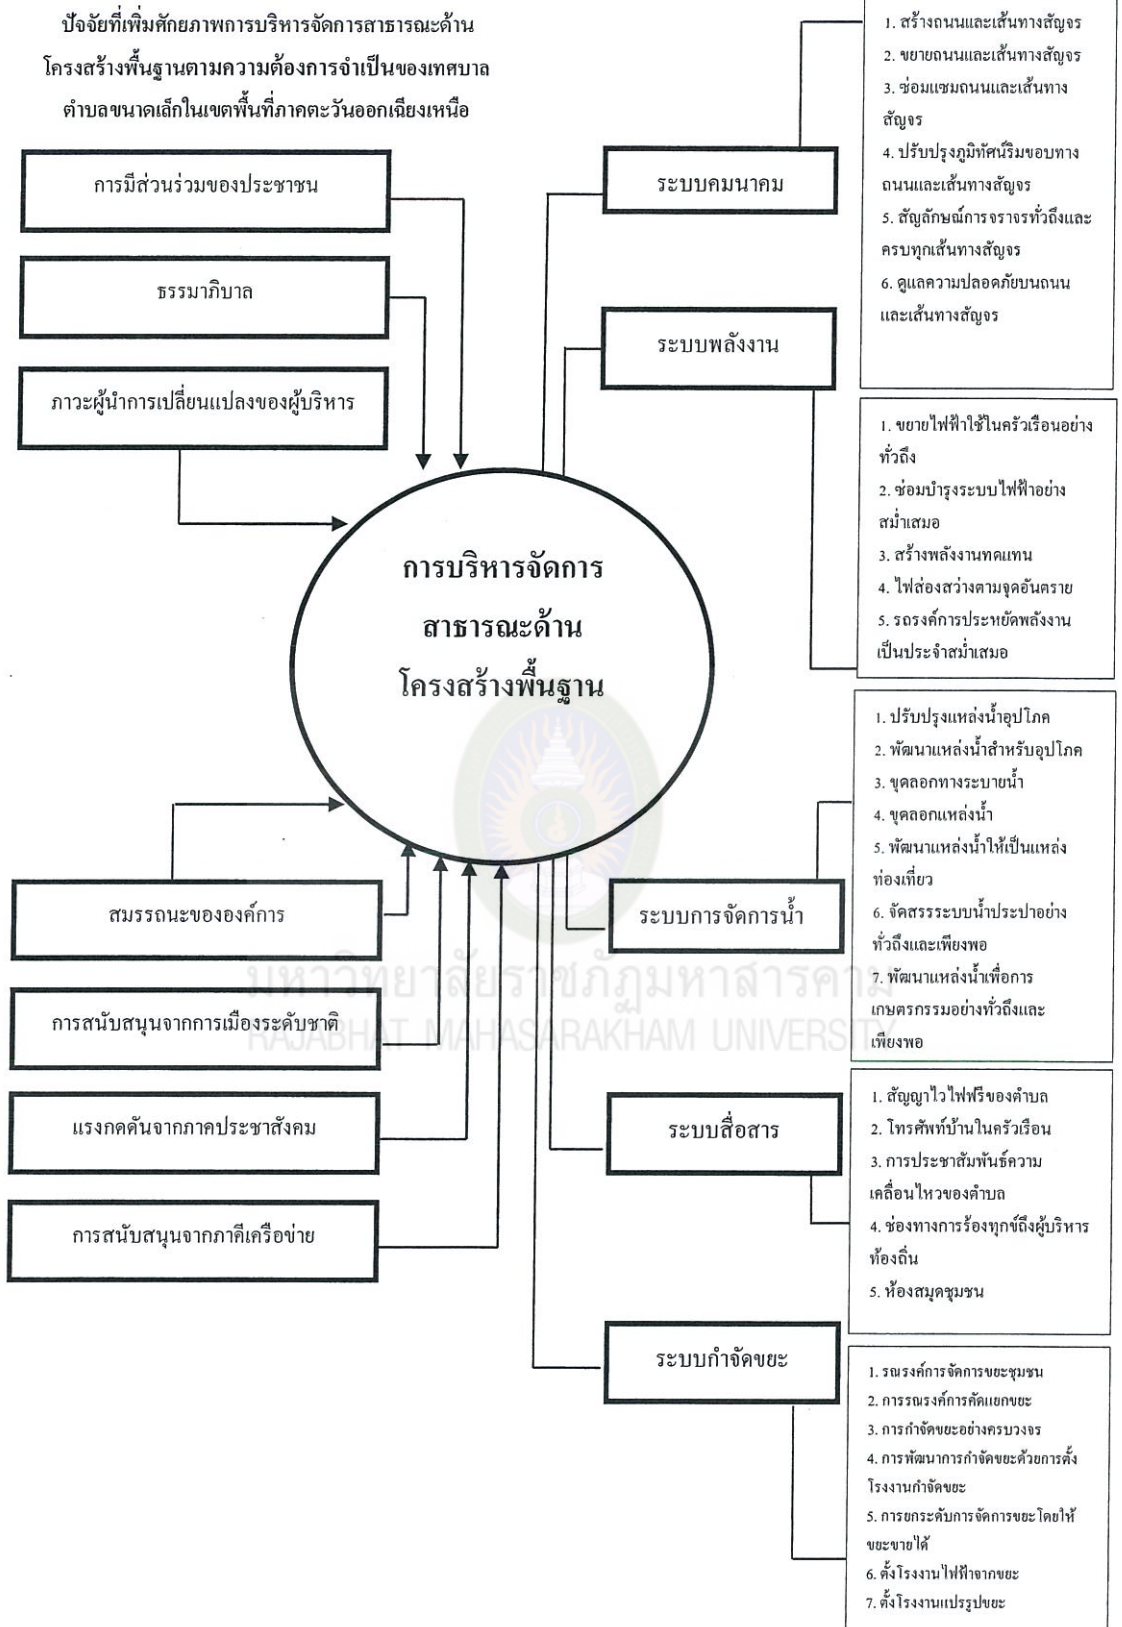 ปัจจัยที่เพิ่มศักยภาพการบริหารจัดการสาธารณะด้าน
โครงสร้างพื้นฐานตามความต้องการจำเป็นของเทศบาล
ตำบลขนาดเล็กในเขตพื้นที่ภาคตะวันออกเฉียงเหนือ
การมีส่วนร่วมของประชาชน
ธรรมาภิบาล
ภาวะผู้นำการเปลี่ยนแปลงของผู้บริหาร
การบริหารจัดการ
สาธารณะด้าน
โครงสร้างพื้นฐาน
สมรรถนะขององค์การ
การสนับสนุนจากการเมืองระดับชาติ
แรงกดดันจากภาคประชาสังคม
การสนับสนุนจากภาคีเครือข่าย
ระบบคมนาคม
1. สร้างถนนและเส้นทางสัญจร
2. ขยายถนนและเส้นทางสัญจร
3. ซ่อมแซมถนนและเส้นทาง
สัญจร
4. ปรับปรุงภูมิทัศน์ริมขอบทาง
ถนนและเส้นทางสัญจร
5. สัญลักษณ์การจราจรทั่วถึงและ
ครบทุกเส้นทางสัญจร
6. ดูแลความปลอดภัยบนถนน
และเส้นทางสัญจร
ระบบพลังงาน
1. ขยายไฟฟ้าใช้ในครัวเรือนอย่าง
ทั่วถึง
2. ซ่อมบำรุงระบบไฟฟ้าอย่าง
สม่ำเสมอ
3. สร้างพลังงานทดแทน
4. ไฟส่องสว่างตามจุดอันตราย
5. รถรงค์การประหยัดพลังงาน
เป็นประจำสม่ำเสมอ
ระบบการจัดการน้ำ
1. ปรับปรุงแหล่งน้ำอุปโภค
2. พัฒนาแหล่งน้ำสำหรับอุปโภค
3. ขุดลอกทางระบายน้ำ
4. ขุดลอกแหล่งน้ำ
5. พัฒนาแหล่งน้ำให้เป็นแหล่ง
ท่องเที่ยว
6. จัดสรรระบบน้ำประปาอย่าง
ทั่วถึงและเพียงพอ
7. พัฒนาแหล่งน้ำเพื่อการ
เกษตรกรรมอย่างทั่วถึงและ
เพียงพอ
ระบบสื่อสาร
1. สัญญาไวไฟฟรีของตำบล
2. โทรศัพท์บ้านในครัวเรือน
3. การประชาสัมพันธ์ความ
เคลื่อนไหวของตำบล
4. ช่องทางการร้องทุกข์ถึงผู้บริหาร
ท้องถิ่น
5. ห้องสมุดชุมชน
ระบบกำจัดขยะ
1. รณรงค์การจัดการขยะชุมชน
2. การรณรงค์การคัดแยกขยะ
3. การกำจัดขยะอย่างครบวงจร
4. การพัฒนาการกำจัดขยะด้วยการตั้ง
โรงงานกำจัดขยะ
5. การยกระดับการจัดการขยะโดยให้
ขยะขายได้
6. ตั้งโรงงานไฟฟ้าจากขยะ
7. ตั้งโรงงานแปรรูปขยะ
มหาวิทยาลัยราชภัฏมหาสารคาม
RAJABHAT MAHASARAKHAM UNIVERSITY